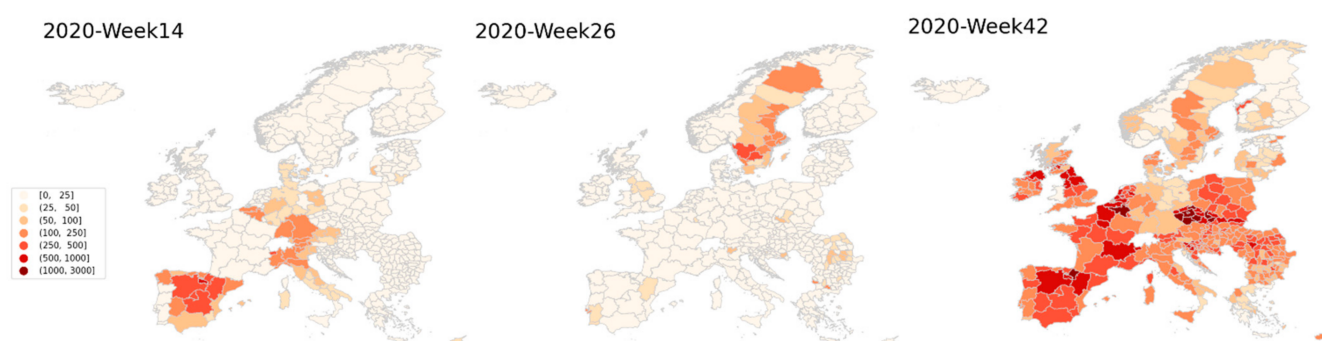 2020-Week14
2020-Week26
2020-Week42
[0, 25]
(25, 50]
(50, 100]
(100, 250]
(250, 500]
(500, 1000]
(1000, 3000]